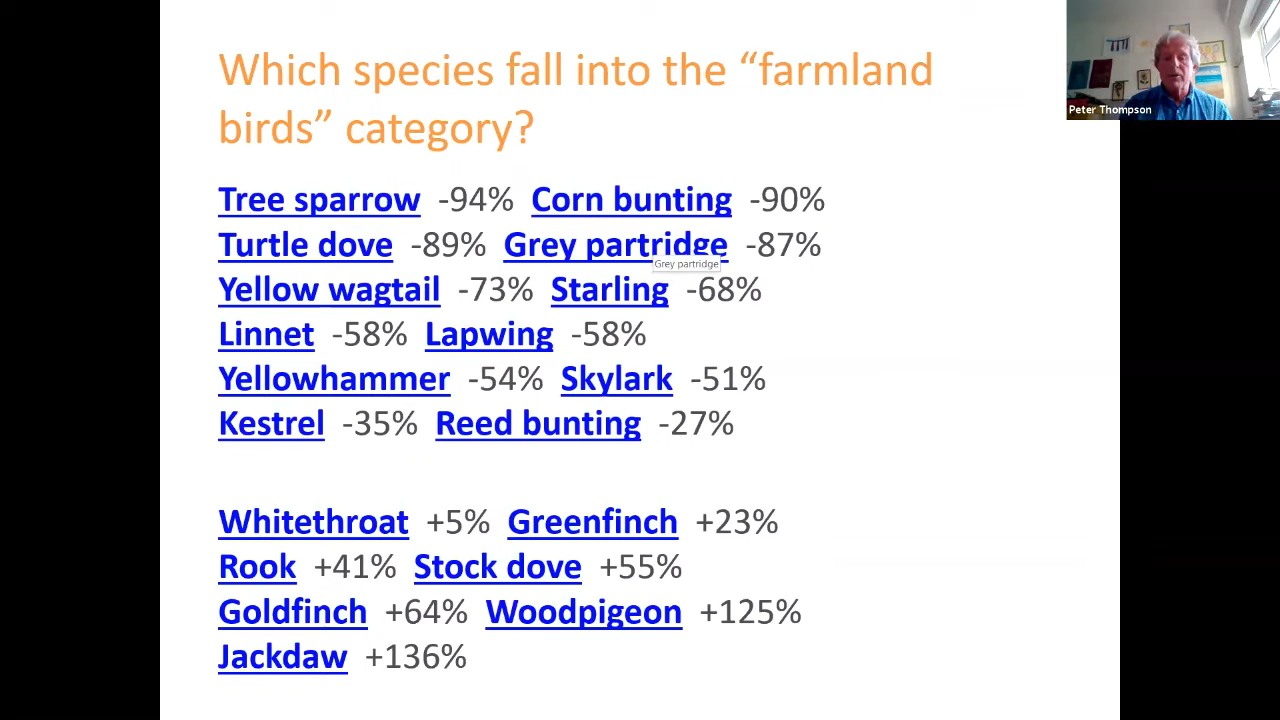 Which species fall into the “farmland
birds” category?
Peter Thompson
Tree sparrow -94% Corn bunting -90%
Turtle dove -89% Grey partridge -87%
Grey partridge
Yellow wagtail -73% Starling -68%
Linnet -58% Lapwing -58%
Yellowhammer -54% Skylark -51%
Kestrel -35% Reed bunting -27%
Whitethroat +5% Greenfinch +23%
Rook +41% Stock dove +55%
Goldfinch +64% Woodpigeon +125%
Jackdaw +136%